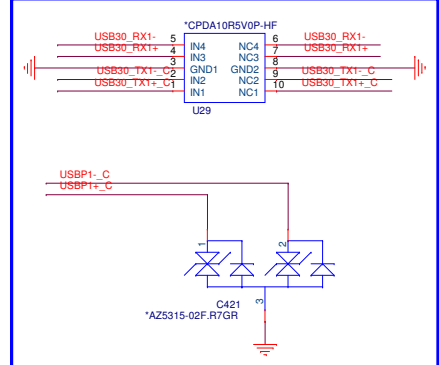 *CPDA10R5V0P-HF
USB30_RX1- 5 IN4 NC4 6 USB30_RX1-
USB30_RX1+ 4 IN3 NC3 7 USB30_RX1+
3 GND1 GND2 8
USB30_TX1-_C 2 IN2 NC2 9 USB30_TX1-_C
USB30_TX1+_C 1 IN1 NC1 10 USB30_TX1+_C
U29
USBP1-_C
USBP1+_C
1 2
3
C421
*AZ5315-02F.R7GR